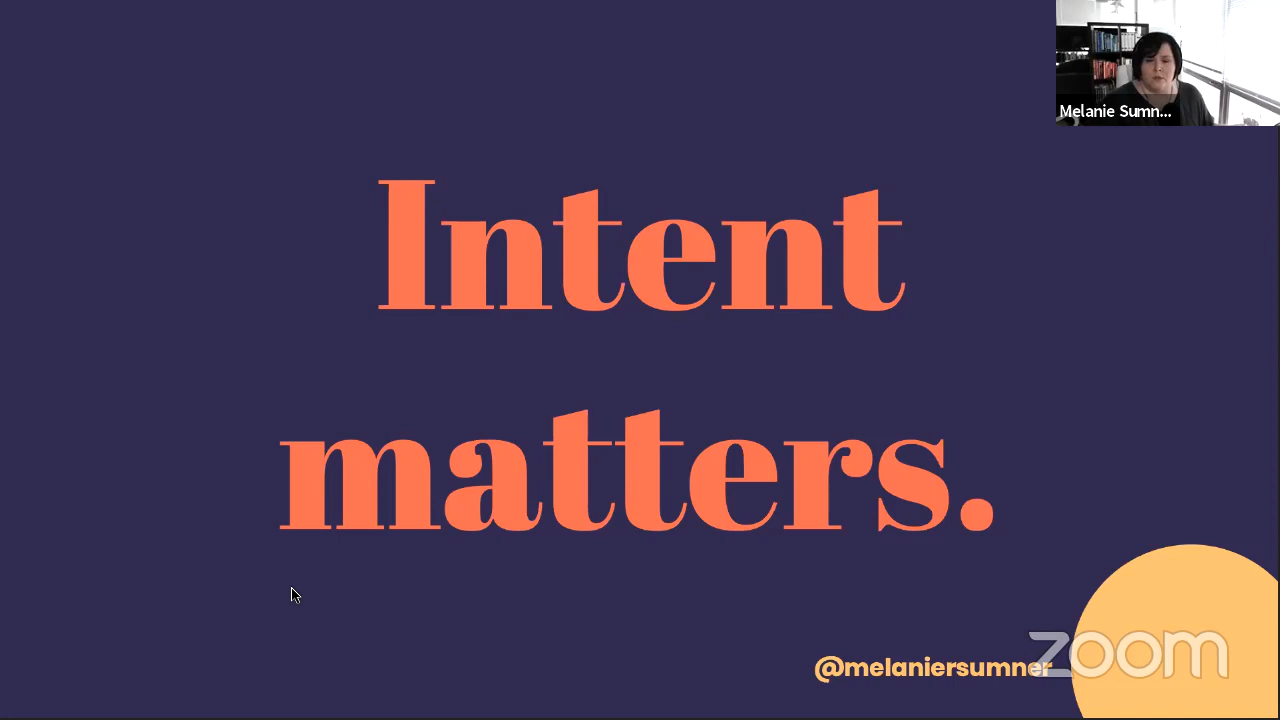 Melanie Sumn...
Intent
matters.
@melaniersumner
zoom